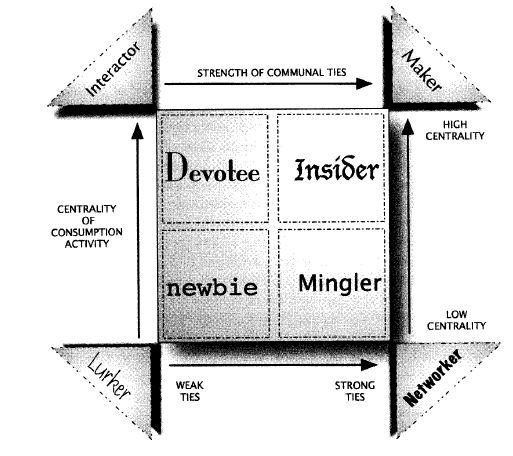 Interactor
STRENGTH OF COMMUNAL TIES
Maker
HIGH
CENTRALITY
Devotee
Insider
CENTRALITY
OF
CONSUMPTION
ACTIVITY
newbie
Mingler
LOW
CENTRALITY
Lurker
WEAK
TIES
STRONG
TIES
Networker